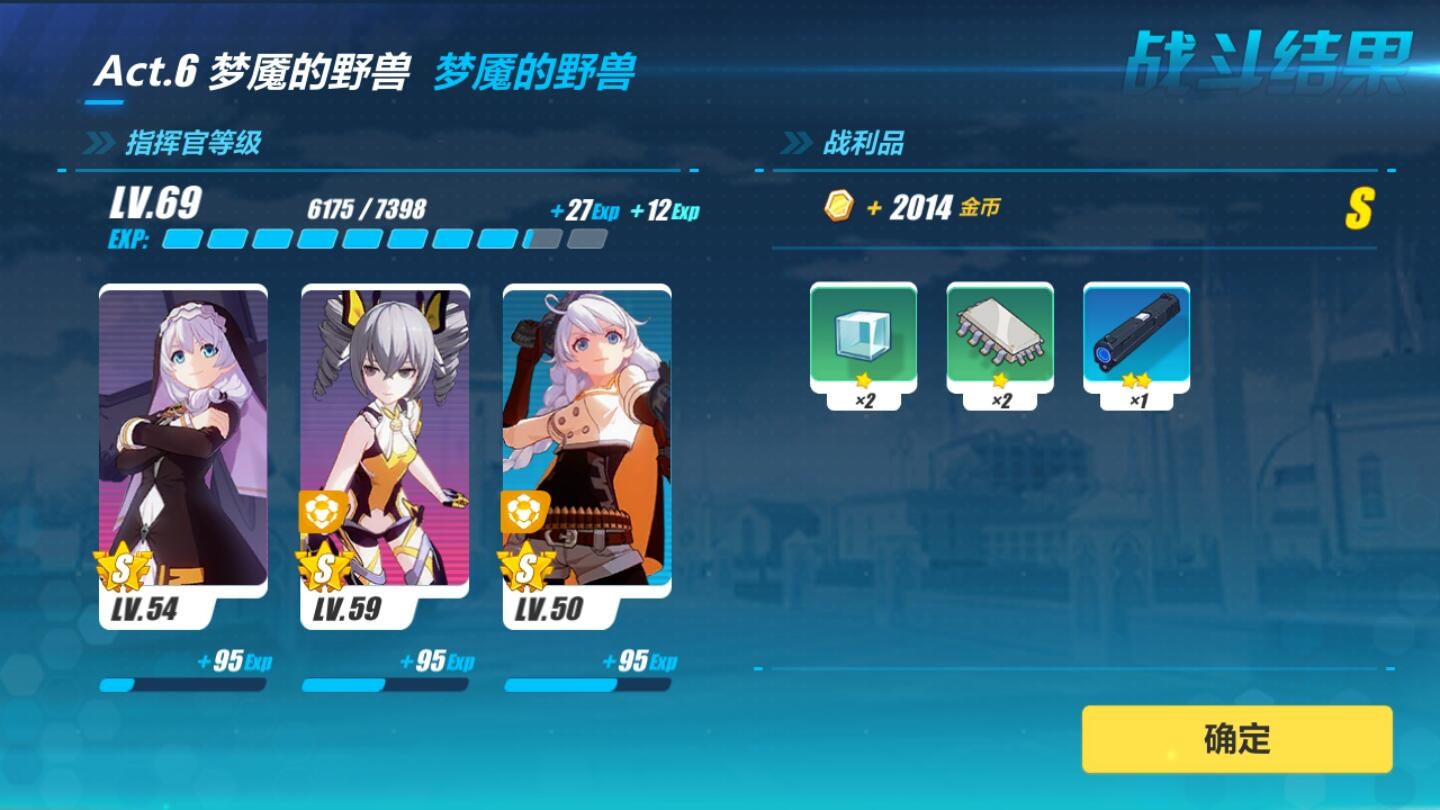 战斗结果
Act.6 梦魇的野兽 梦魇的野兽
指挥官等级
LV.69 6175 / 7398 +27Exp +12Exp
EXP:
S
LV.54
+95Exp
S
LV.59
+95Exp
S
LV.50
+95Exp
战利品
+ 2014 金币 S
×2
×2
×1
确定